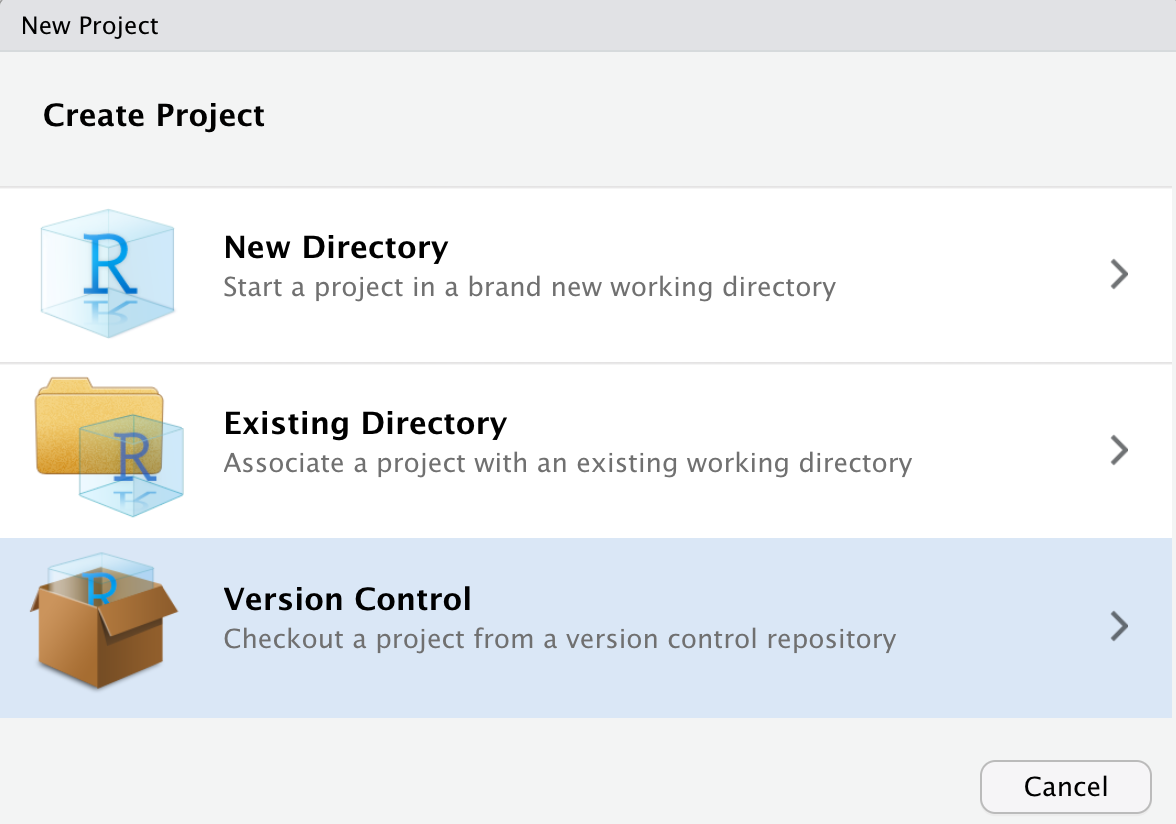 New Project
Create Project
R
New Directory
Start a project in a brand new working directory
R
Existing Directory
Associate a project with an existing working directory
R
Version Control
Checkout a project from a version control repository
Cancel